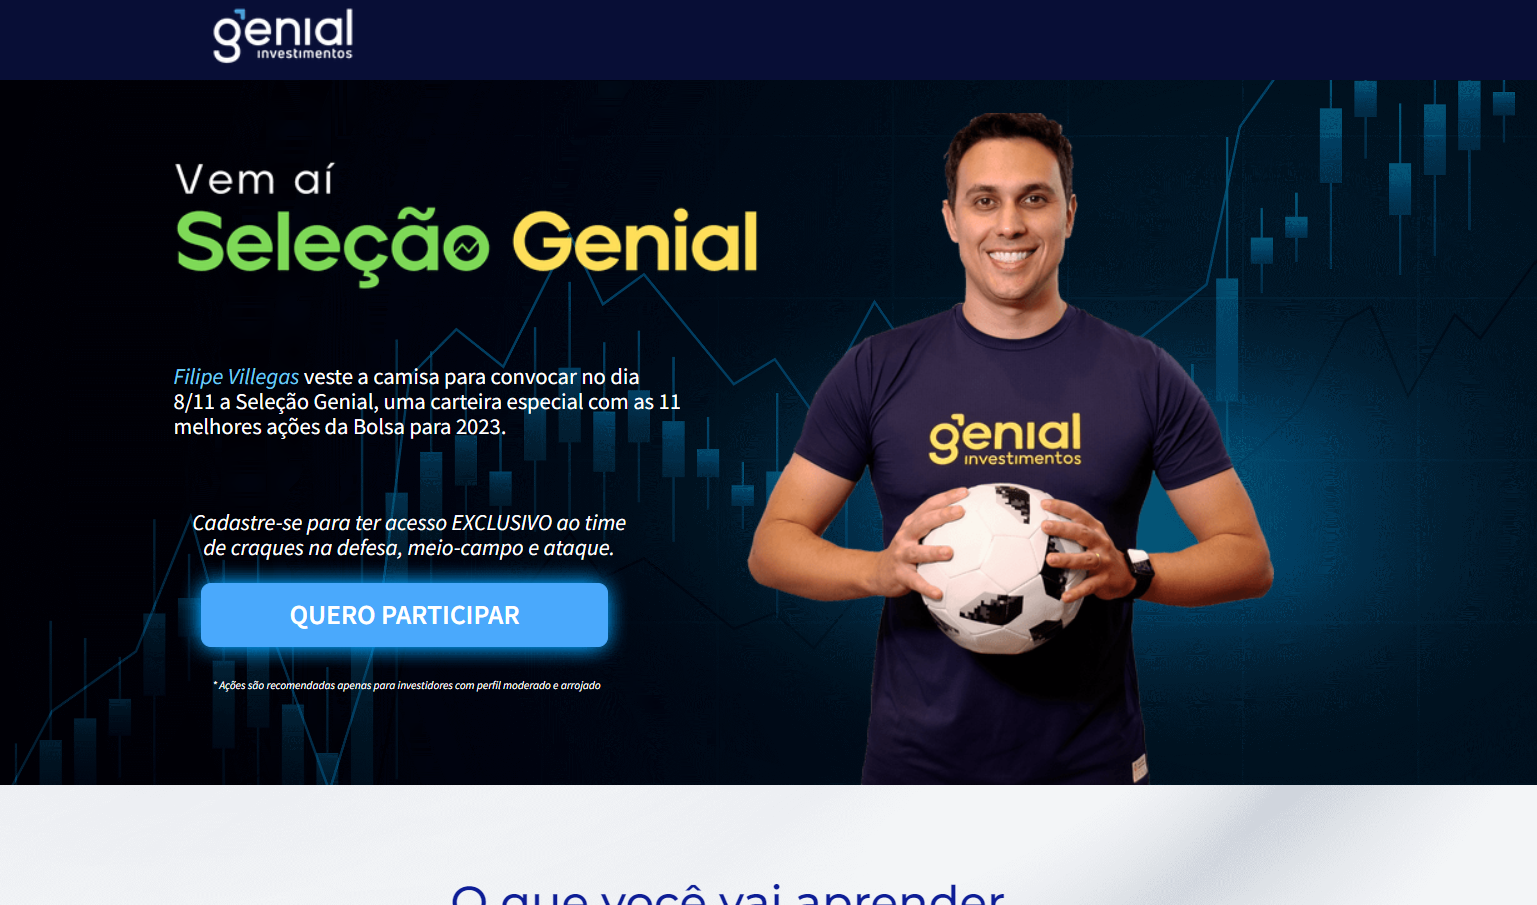 genial
investimentos
Vem aí
Seleção Genial
Filipe Villegas veste a camisa para convocar no dia
8/11 a Seleção Genial, uma carteira especial com as 11
melhores ações da Bolsa para 2023.
genial
investimentos
Cadastre-se para ter acesso EXCLUSIVO ao time
de craques na defesa, meio-campo e ataque.
QUERO PARTICIPAR
* Ações são recomendadas apenas para investidores com perfil moderado e arrojado
O que você vai aprender